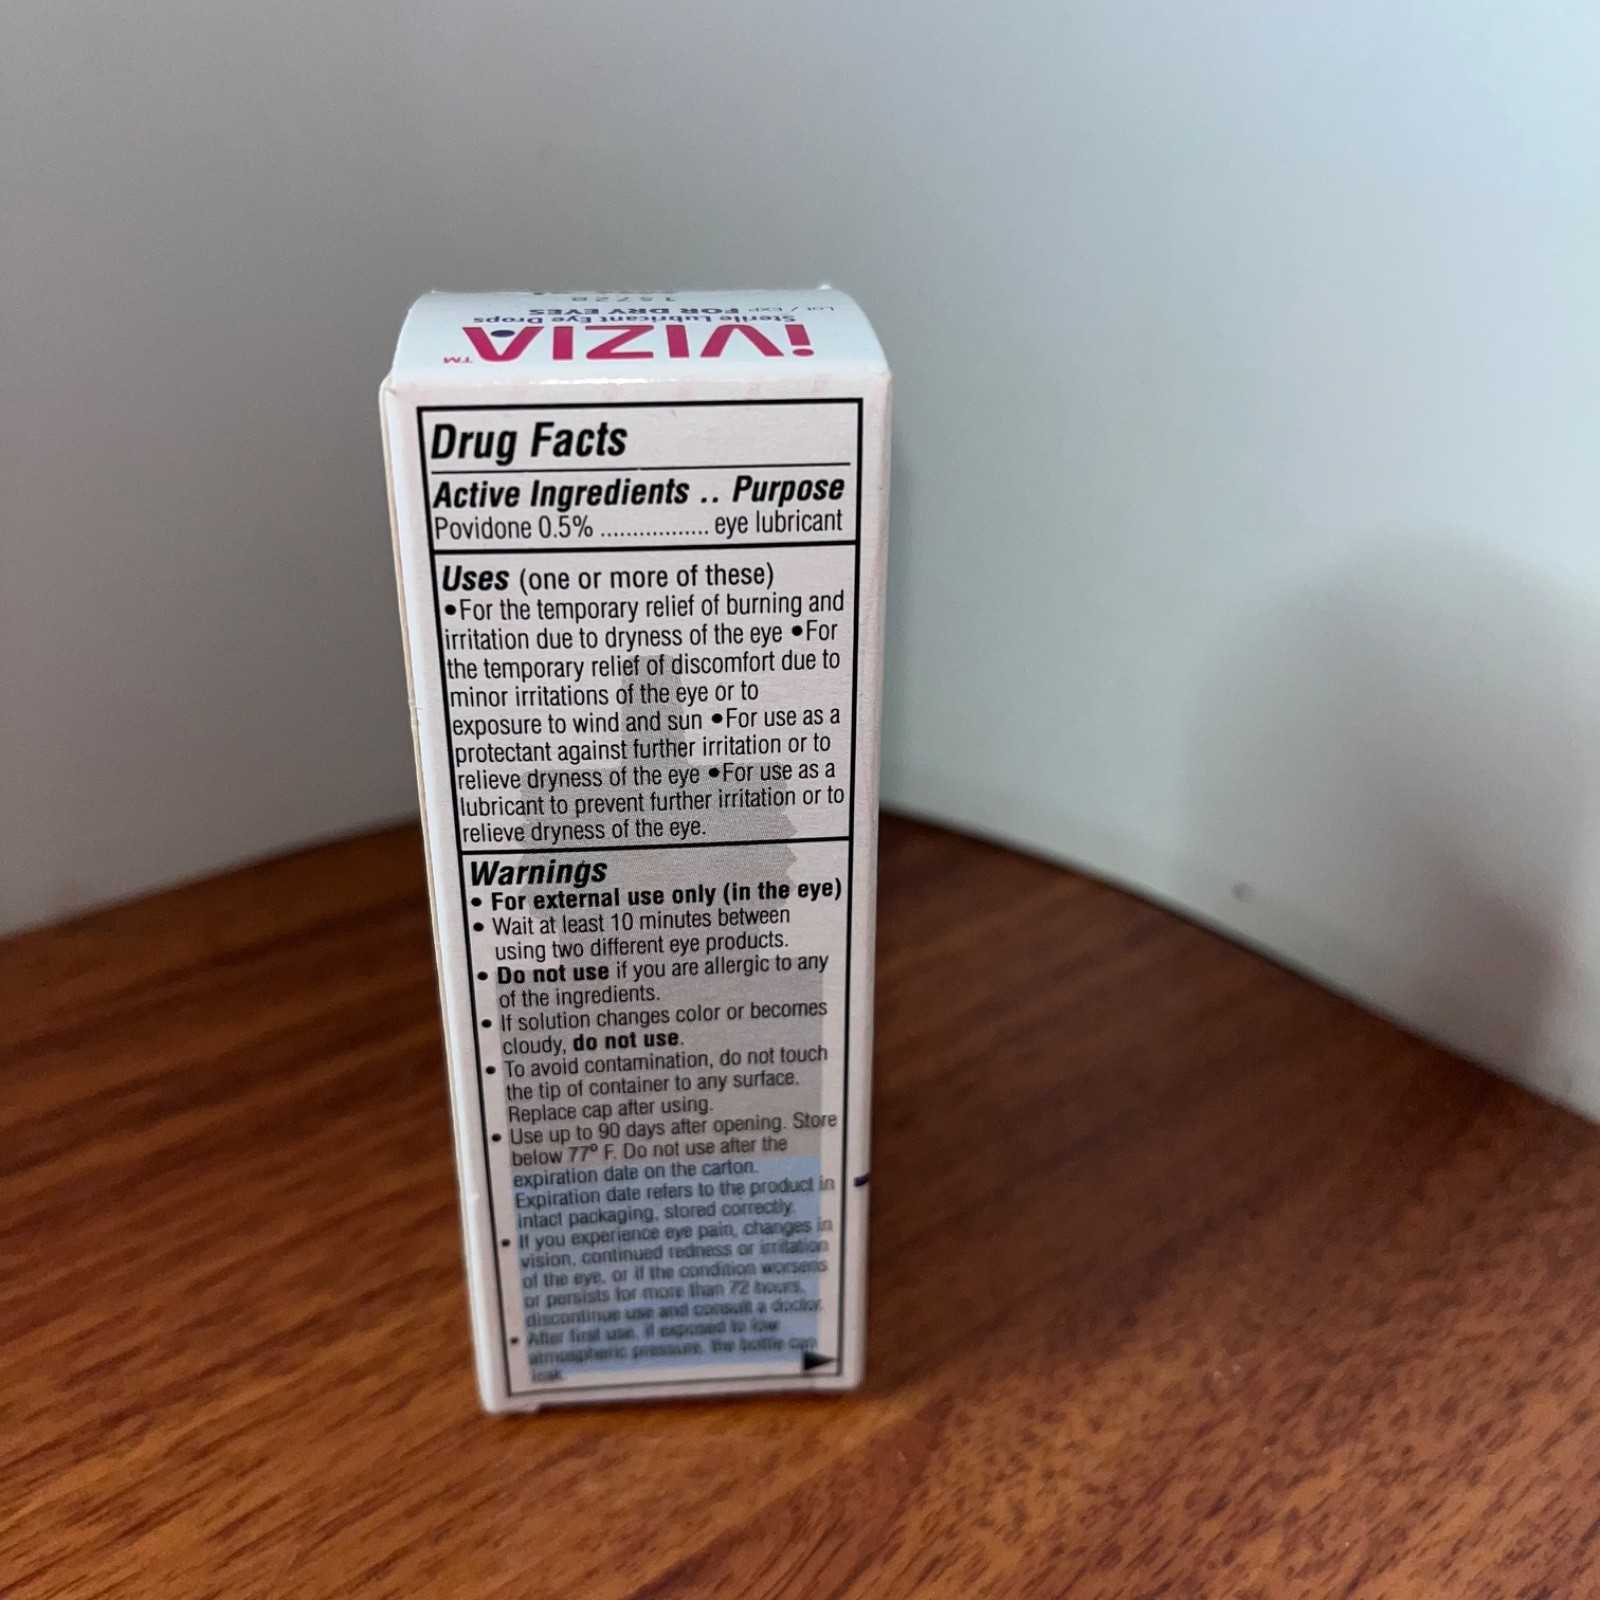 15728
Lot / EXP
FOR DRY EYES
Sterile Lubricant Eye Drops
iVIZIA™
Drug Facts
Active Ingredients .. Purpose
Povidone 0.5% ................. eye lubricant
Uses (one or more of these)
•For the temporary relief of burning and
irritation due to dryness of the eye •For
the temporary relief of discomfort due to
minor irritations of the eye or to
exposure to wind and sun •For use as a
protectant against further irritation or to
relieve dryness of the eye •For use as a
lubricant to prevent further irritation or to
relieve dryness of the eye.
Warnings
• For external use only (in the eye)
• Wait at least 10 minutes between
using two different eye products.
• Do not use if you are allergic to any
of the ingredients.
• If solution changes color or becomes
cloudy, do not use.
• To avoid contamination, do not touch
the tip of container to any surface.
Replace cap after using.
• Use up to 90 days after opening. Store
below 77º F. Do not use after the
expiration date on the carton.
Expiration date refers to the product in
intact packaging, stored correctly.
• If you experience eye pain, changes in
vision, continued redness or irritation
of the eye, or if the condition worsens
or persists for more than 72 hours,
discontinue use and consult a doctor.
• After first use, if exposed to low
atmospheric pressure, the bottle can
leak.